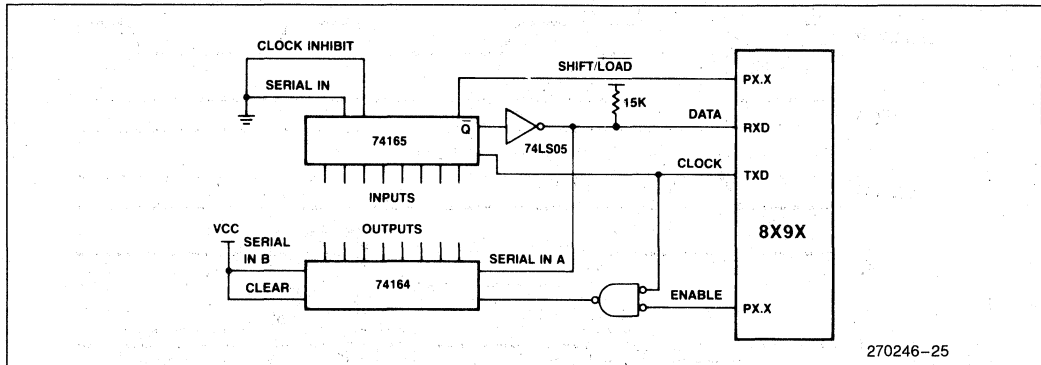 CLOCK INHIBIT
SERIAL IN
SHIFT/LOAD
15K
PX.X
Q
DATA
RXD
74165
74LS05
CLOCK
TXD
INPUTS
8X9X
VCC
OUTPUTS
SERIAL
IN B
SERIAL IN A
CLEAR
74164
ENABLE
PX.X
270246-25